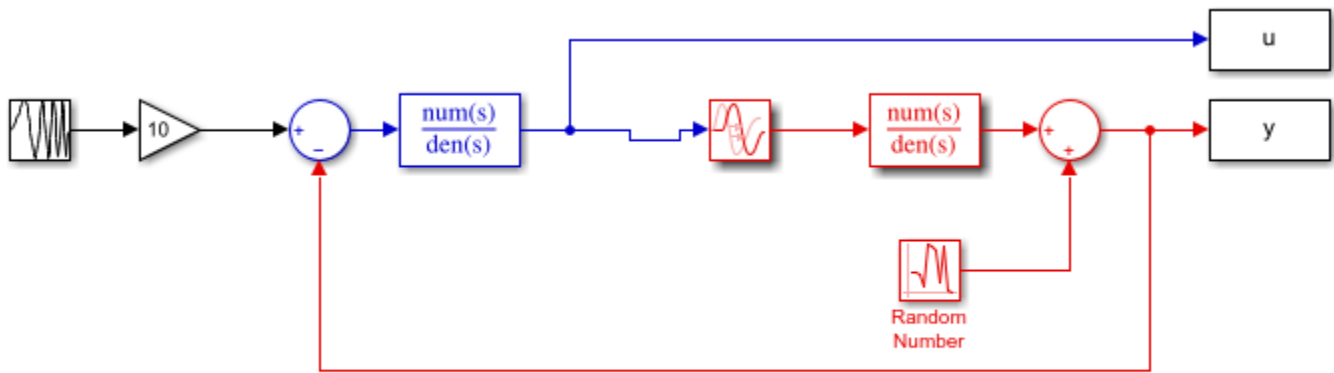 u
10
+
−
num(s)
den(s)
num(s)
den(s)
+
+
y
Random
Number